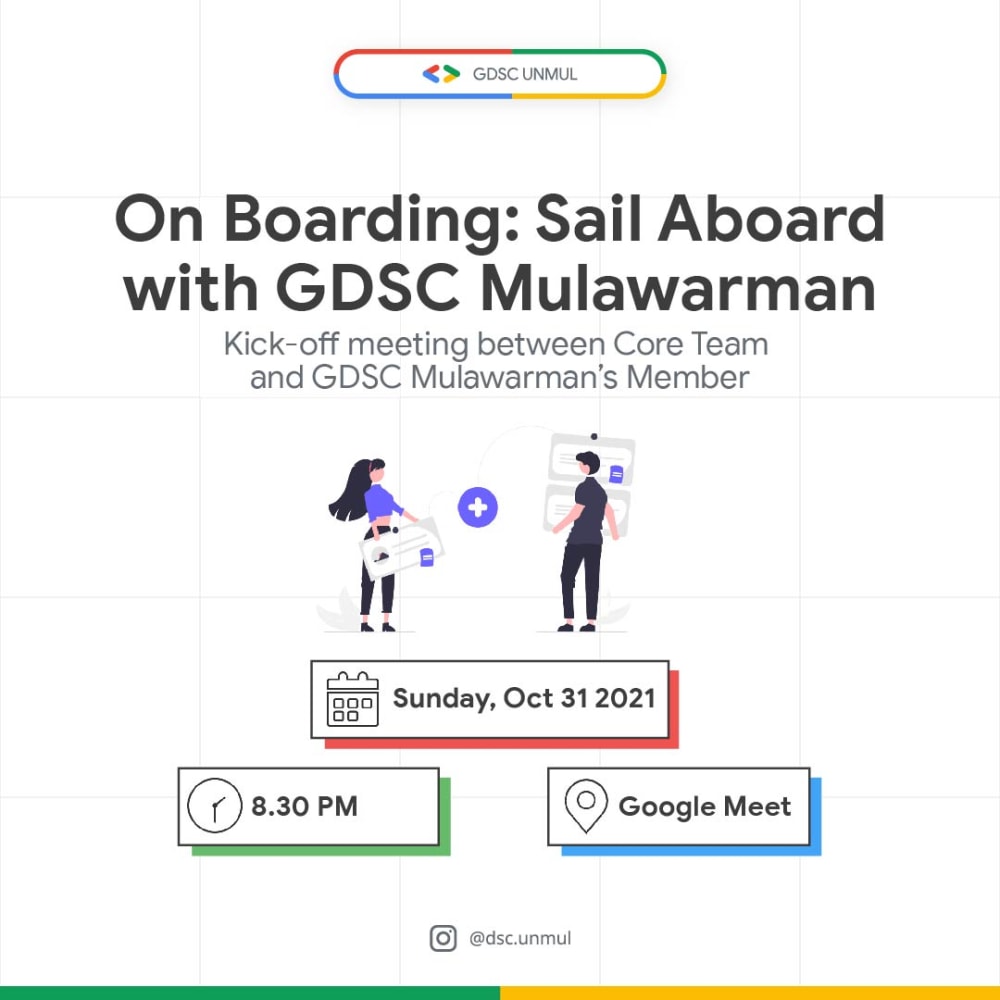 GDSC UNMUL
On Boarding: Sail Aboard
with GDSC Mulawarman
Kick-off meeting between Core Team
and GDSC Mulawarman's Member
Sunday, Oct 31 2021
8.30 PM
Google Meet
@dsc.unmul